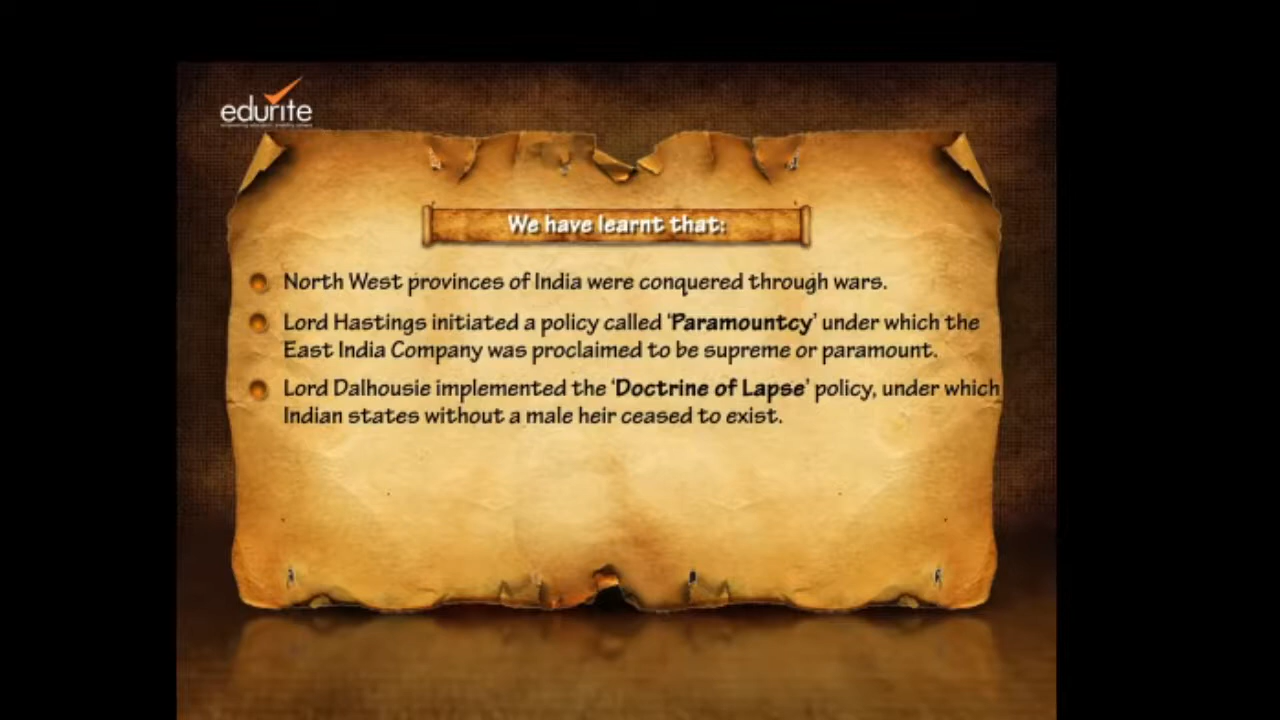 edurite
We have learnt that:
North West provinces of India were conquered through wars.
Lord Hastings initiated a policy called ‘Paramountcy’ under which the
East India Company was proclaimed to be supreme or paramount.
Lord Dalhousie implemented the ‘Doctrine of Lapse’ policy, under which
Indian states without a male heir ceased to exist.